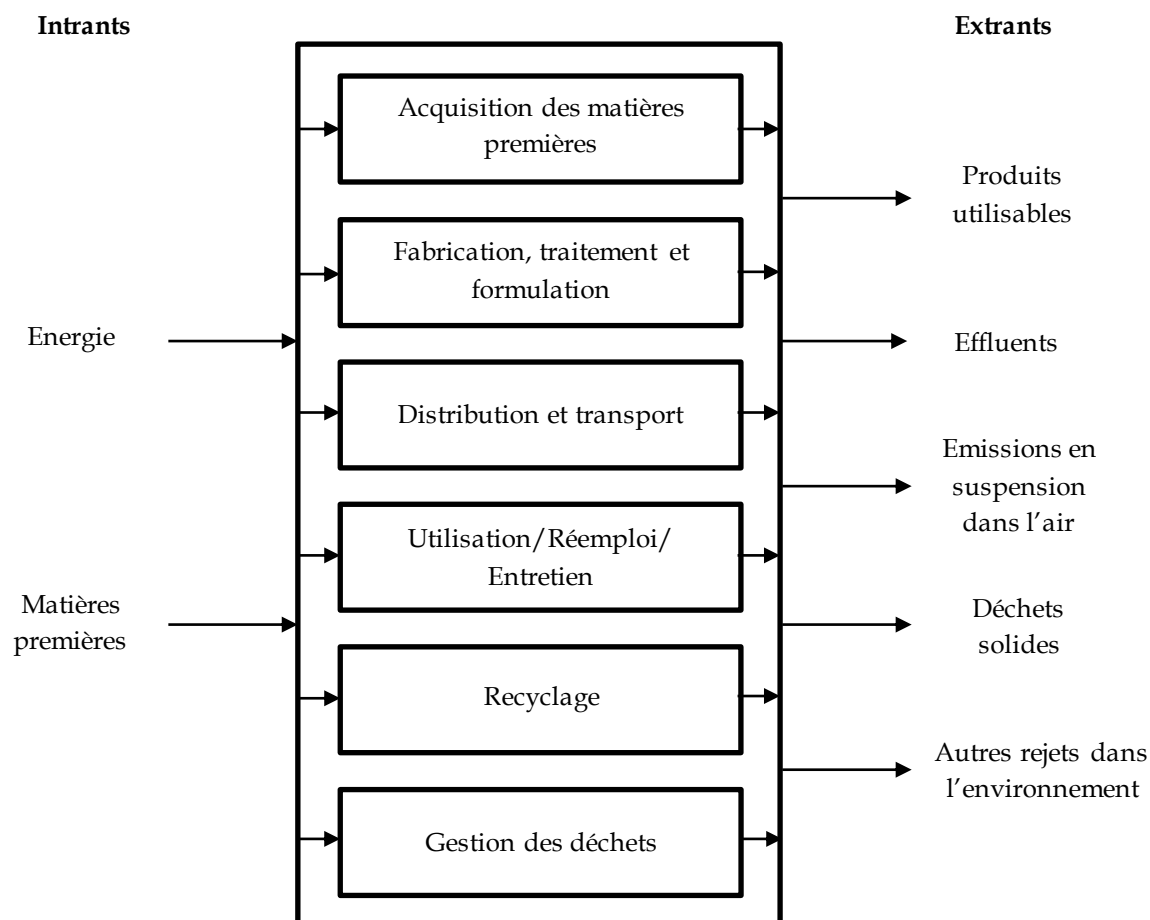 Intrants
Extrants
Acquisition des matières
premières
Produits
utilisables
Fabrication, traitement et
formulation
Energie
Effluents
Distribution et transport
Emissions en
suspension
dans l’air
Utilisation/Réemploi/
Entretien
Matières
premières
Déchets
solides
Recyclage
Autres rejets dans
l’environnement
Gestion des déchets